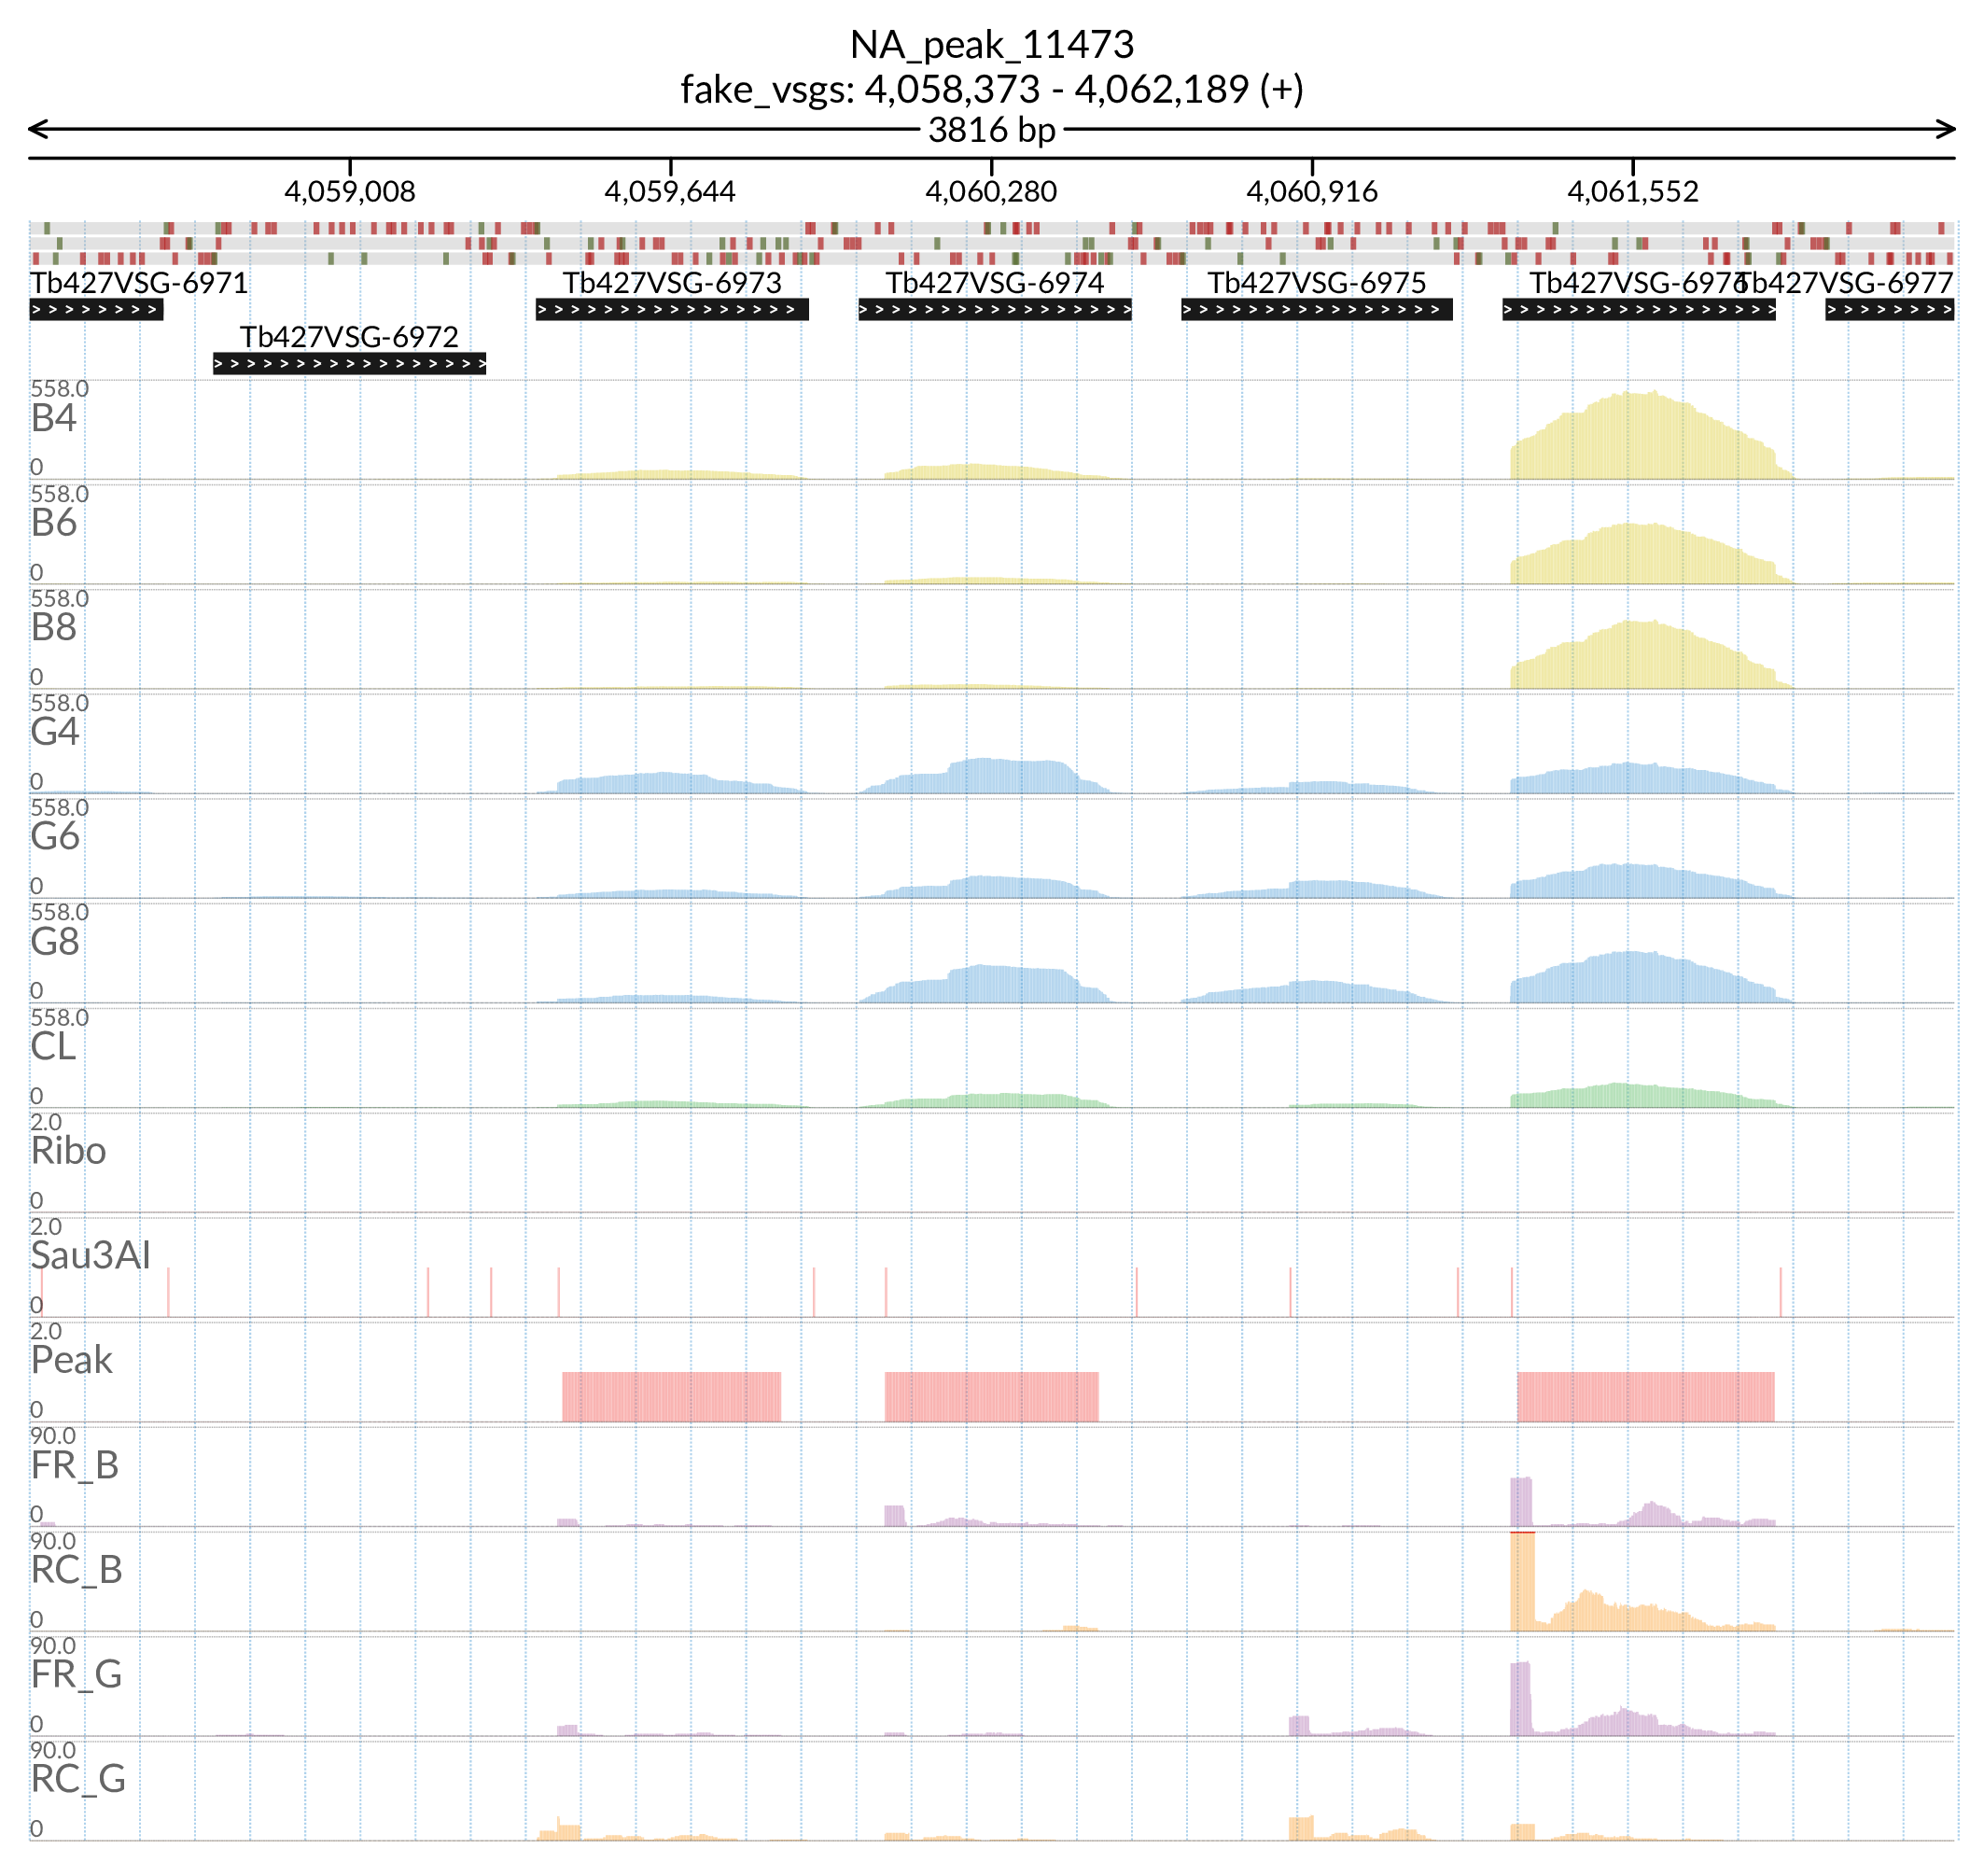 NA_peak_11473
fake_vsgs: 4,058,373 - 4,062,189 (+)
3816 bp
4,059,008 4,059,644 4,060,280 4,060,916 4,061,552
Tb427VSG-6971 Tb427VSG-6973 Tb427VSG-6974 Tb427VSG-6975 Tb427VSG-6976 Tb427VSG-6977
Tb427VSG-6972
558.0
B4
0
558.0
B6
0
558.0
B8
0
558.0
G4
0
558.0
G6
0
558.0
G8
0
558.0
CL
0
2.0
Ribo
0
2.0
Sau3AI
0
2.0
Peak
0
90.0
FR_B
0
90.0
RC_B
0
90.0
FR_G
0
90.0
RC_G
0